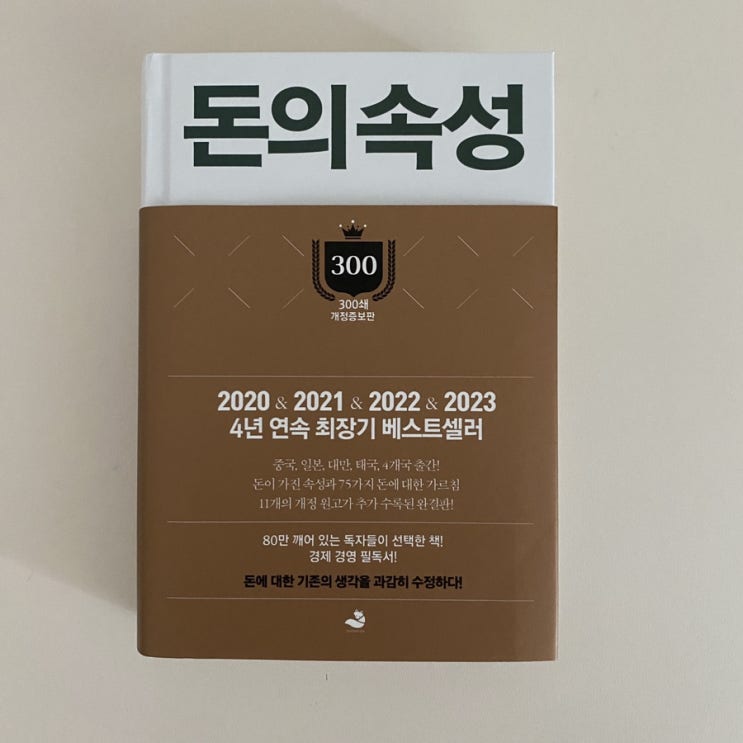 돈의 속성
300
300쇄
개정증보판
2020 & 2021 & 2022 & 2023
4년 연속 최장기 베스트셀러
중국, 일본, 대만, 태국, 4개국 출간!
돈이 가진 속성과 75가지 돈에 대한 가르침
11개의 개정 원고가 추가 수록된 완결판!
80만 깨어 있는 독자들이 선택한 책!
경제 경영 필독서!
돈에 대한 기존의 생각을 과감히 수정하다!